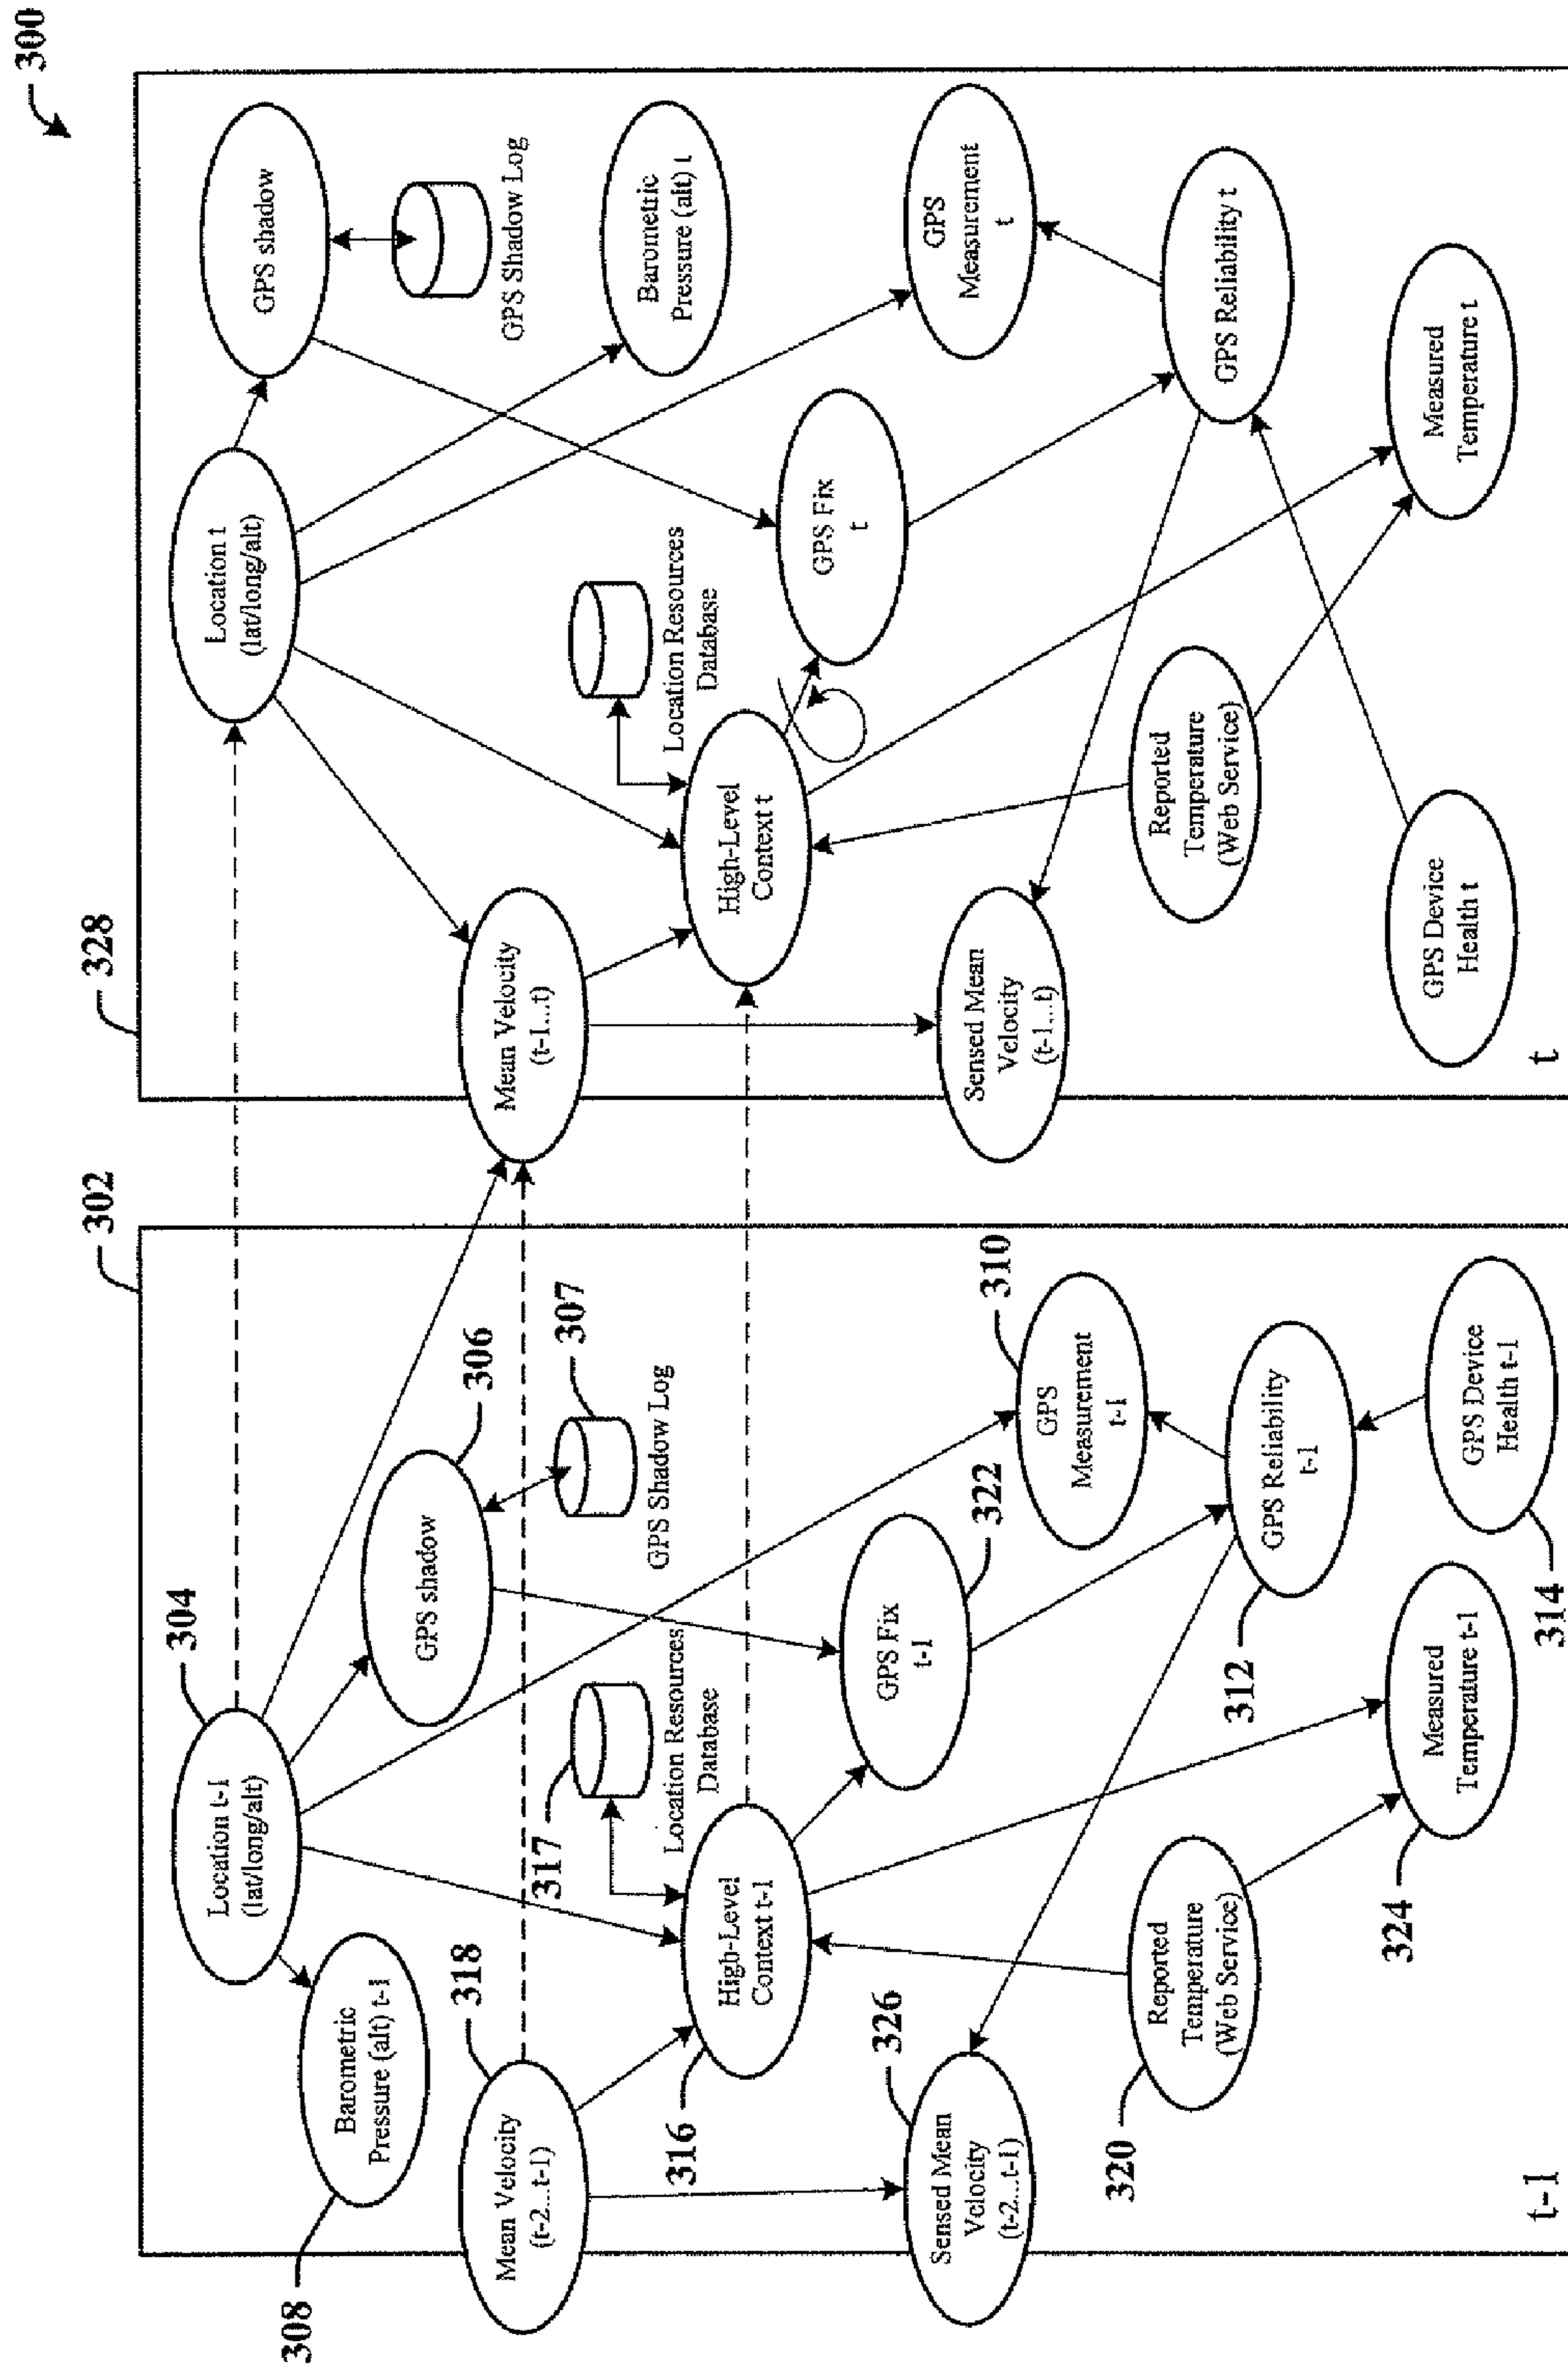 300
302
328
304
Location t-1
(lat/long/alt)
308
Barometric
Pressure (alt) t-1
306
GPS shadow
307
GPS Shadow Log
318
Mean Velocity
(t-2...t-1)
317
Location Resources
Database
316
High-Level
Context t-1
322
GPS Fix
t-1
310
GPS
Measurement
t-1
326
Sensed Mean
Velocity
(t-2...t-1)
320
Reported
Temperature
(Web Service)
312
GPS Reliability
t-1
324
Measured
Temperature t-1
314
GPS Device
Health t-1
t-1
Location t
(lat/long/alt)
GPS shadow
GPS Shadow Log
Mean Velocity
(t-1...t)
Location Resources
Database
Barometric
Pressure (alt) t
High-Level
Context t
GPS Fix
t
GPS
Measurement
t
Sensed Mean
Velocity
(t-1...t)
Reported
Temperature
(Web Service)
GPS Reliability t
GPS Device
Health t
Measured
Temperature t
t